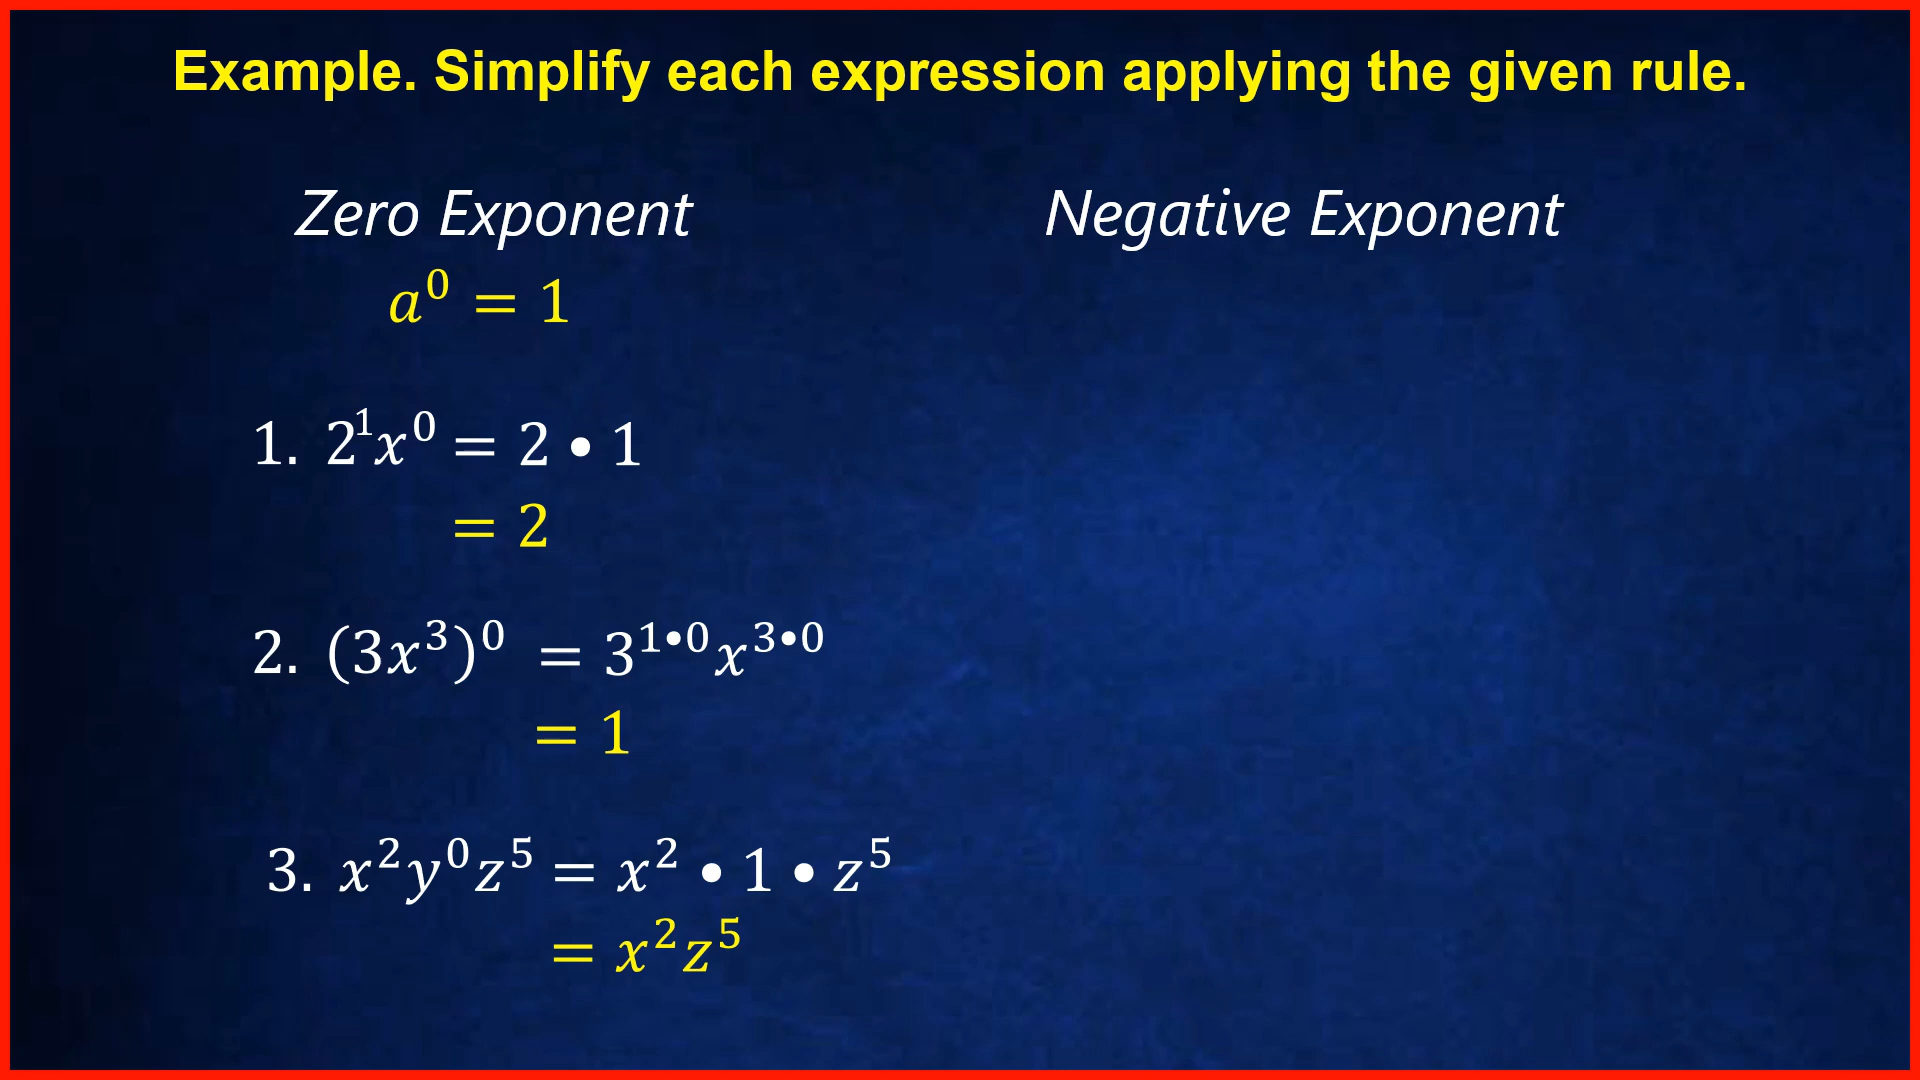 Example. Simplify each expression applying the given rule.
Zero Exponent
Negative Exponent
a⁰ = 1
1. 2¹x⁰ = 2 • 1
= 2
2. (3x³)⁰ = 3¹•⁰x³•⁰
= 1
3. x²y⁰z⁵ = x² • 1 • z⁵
= x²z⁵